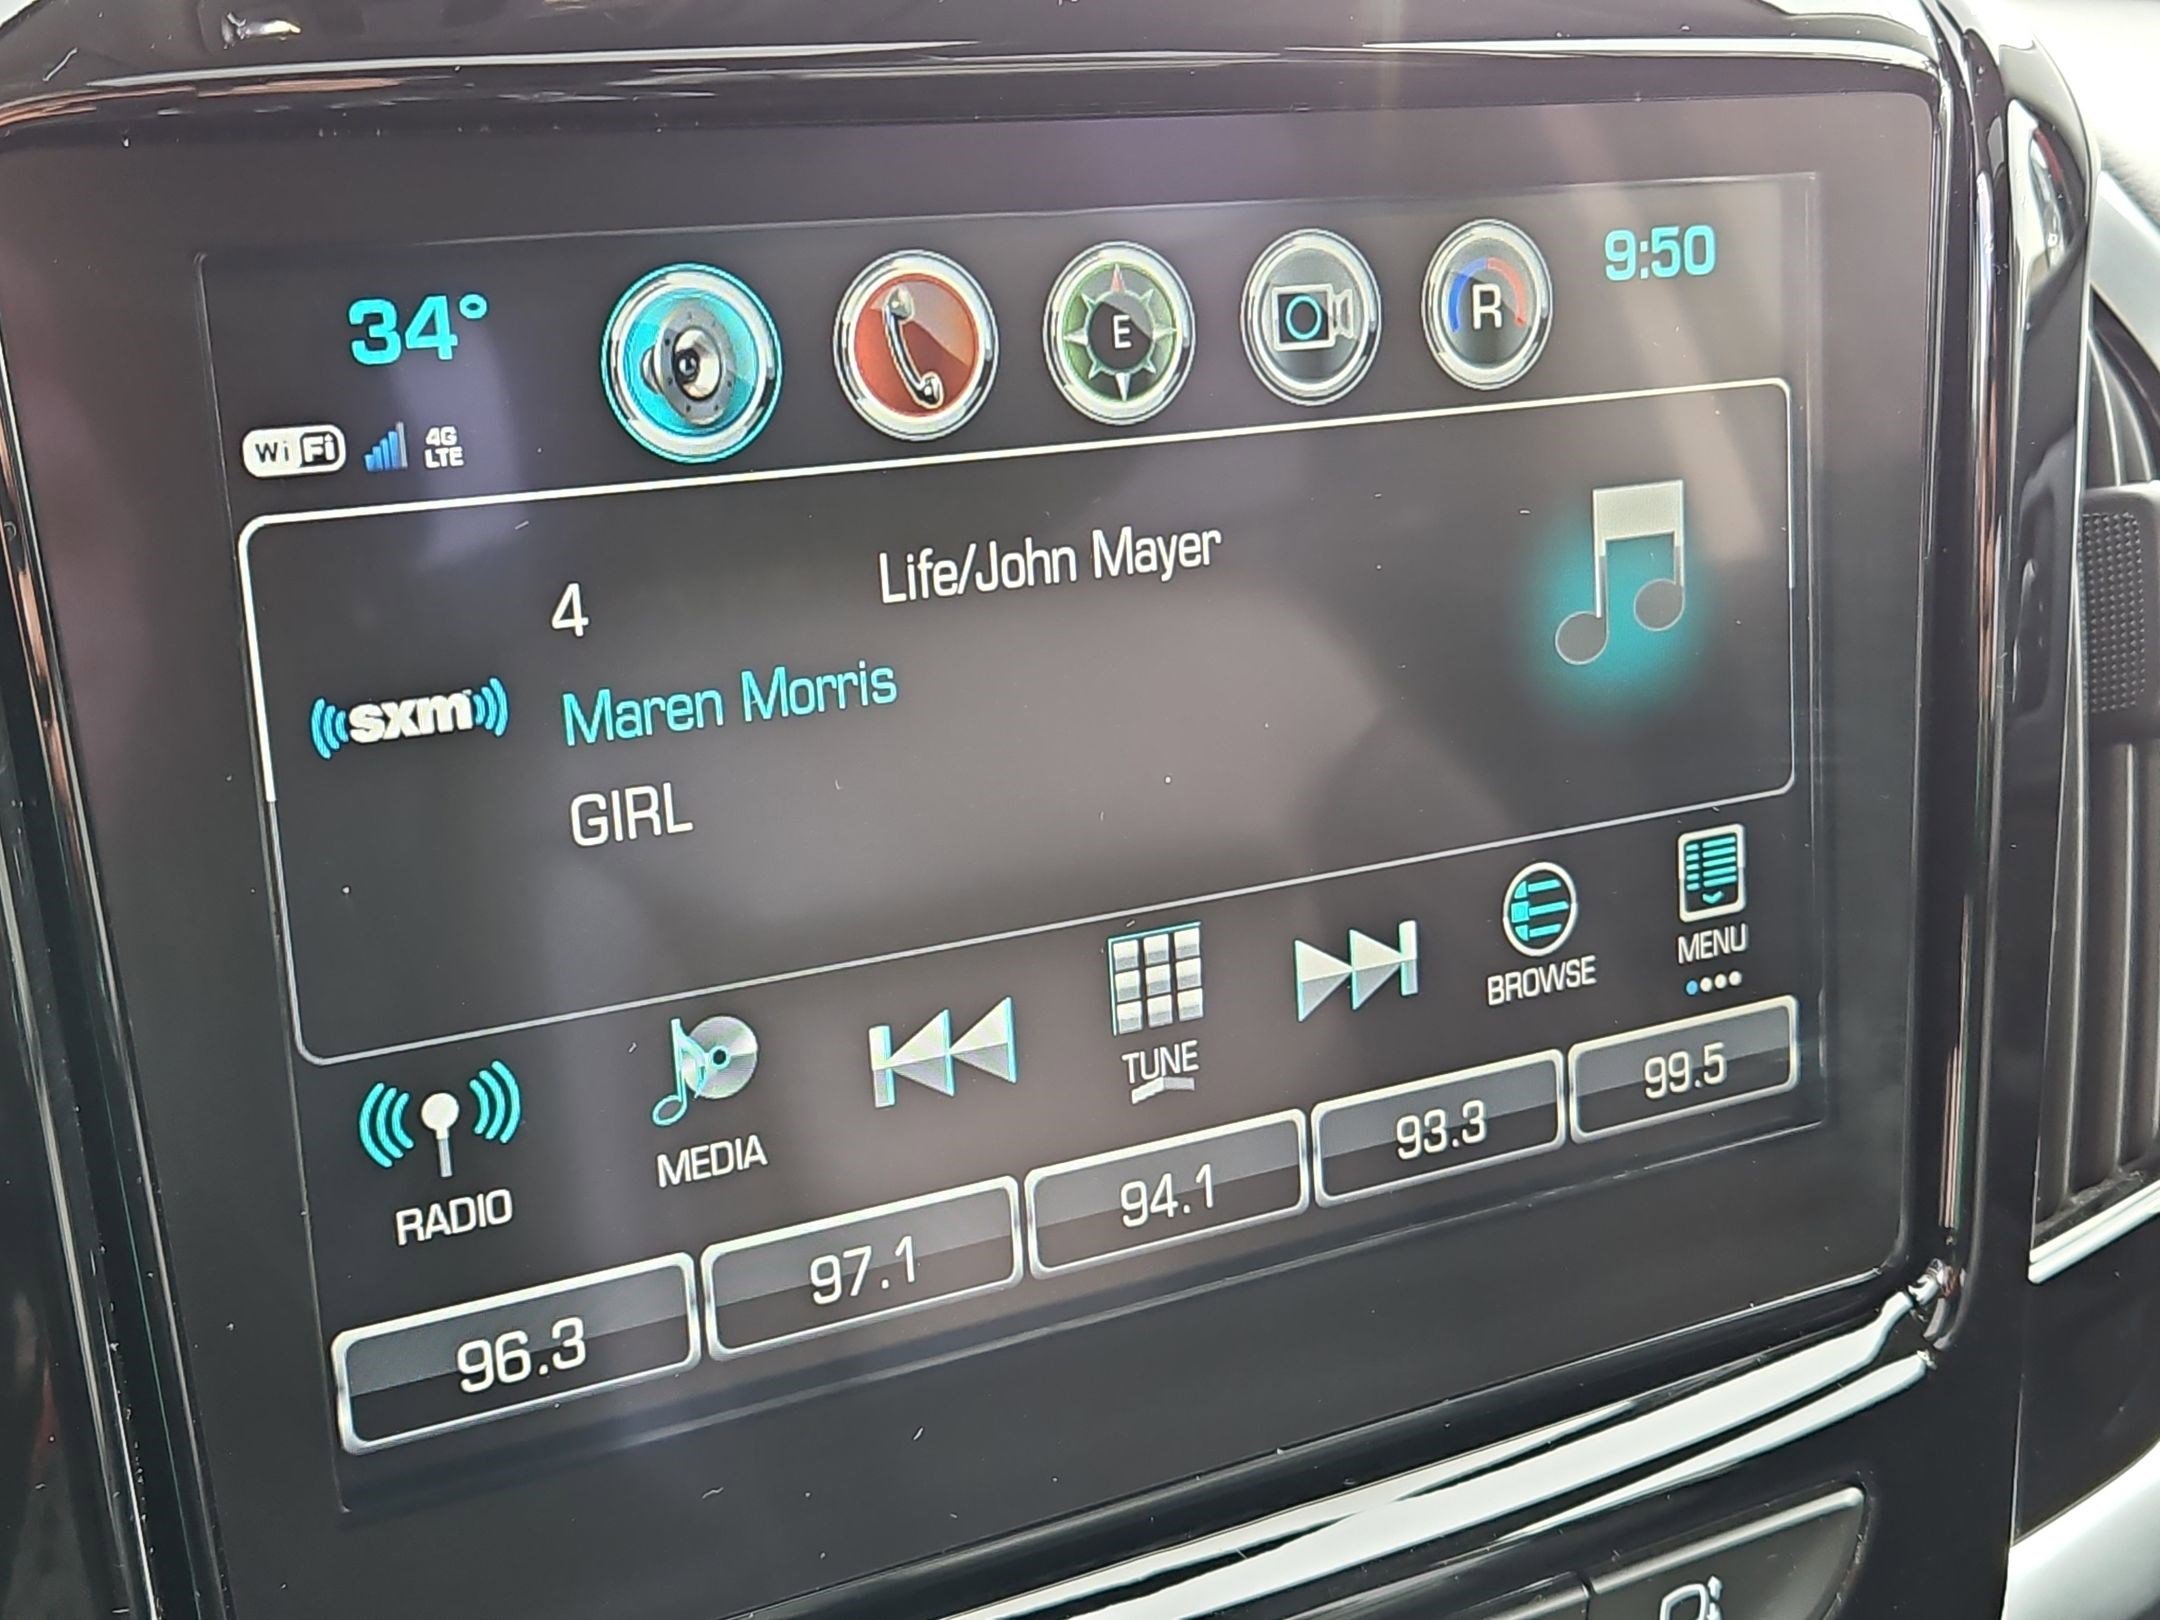 34°
9:50
E
R
WiFi
4G
LTE
4
Life/John Mayer
sxm
Maren Morris
GIRL
RADIO
MEDIA
TUNE
BROWSE
MENU
96.3
97.1
94.1
93.3
99.5